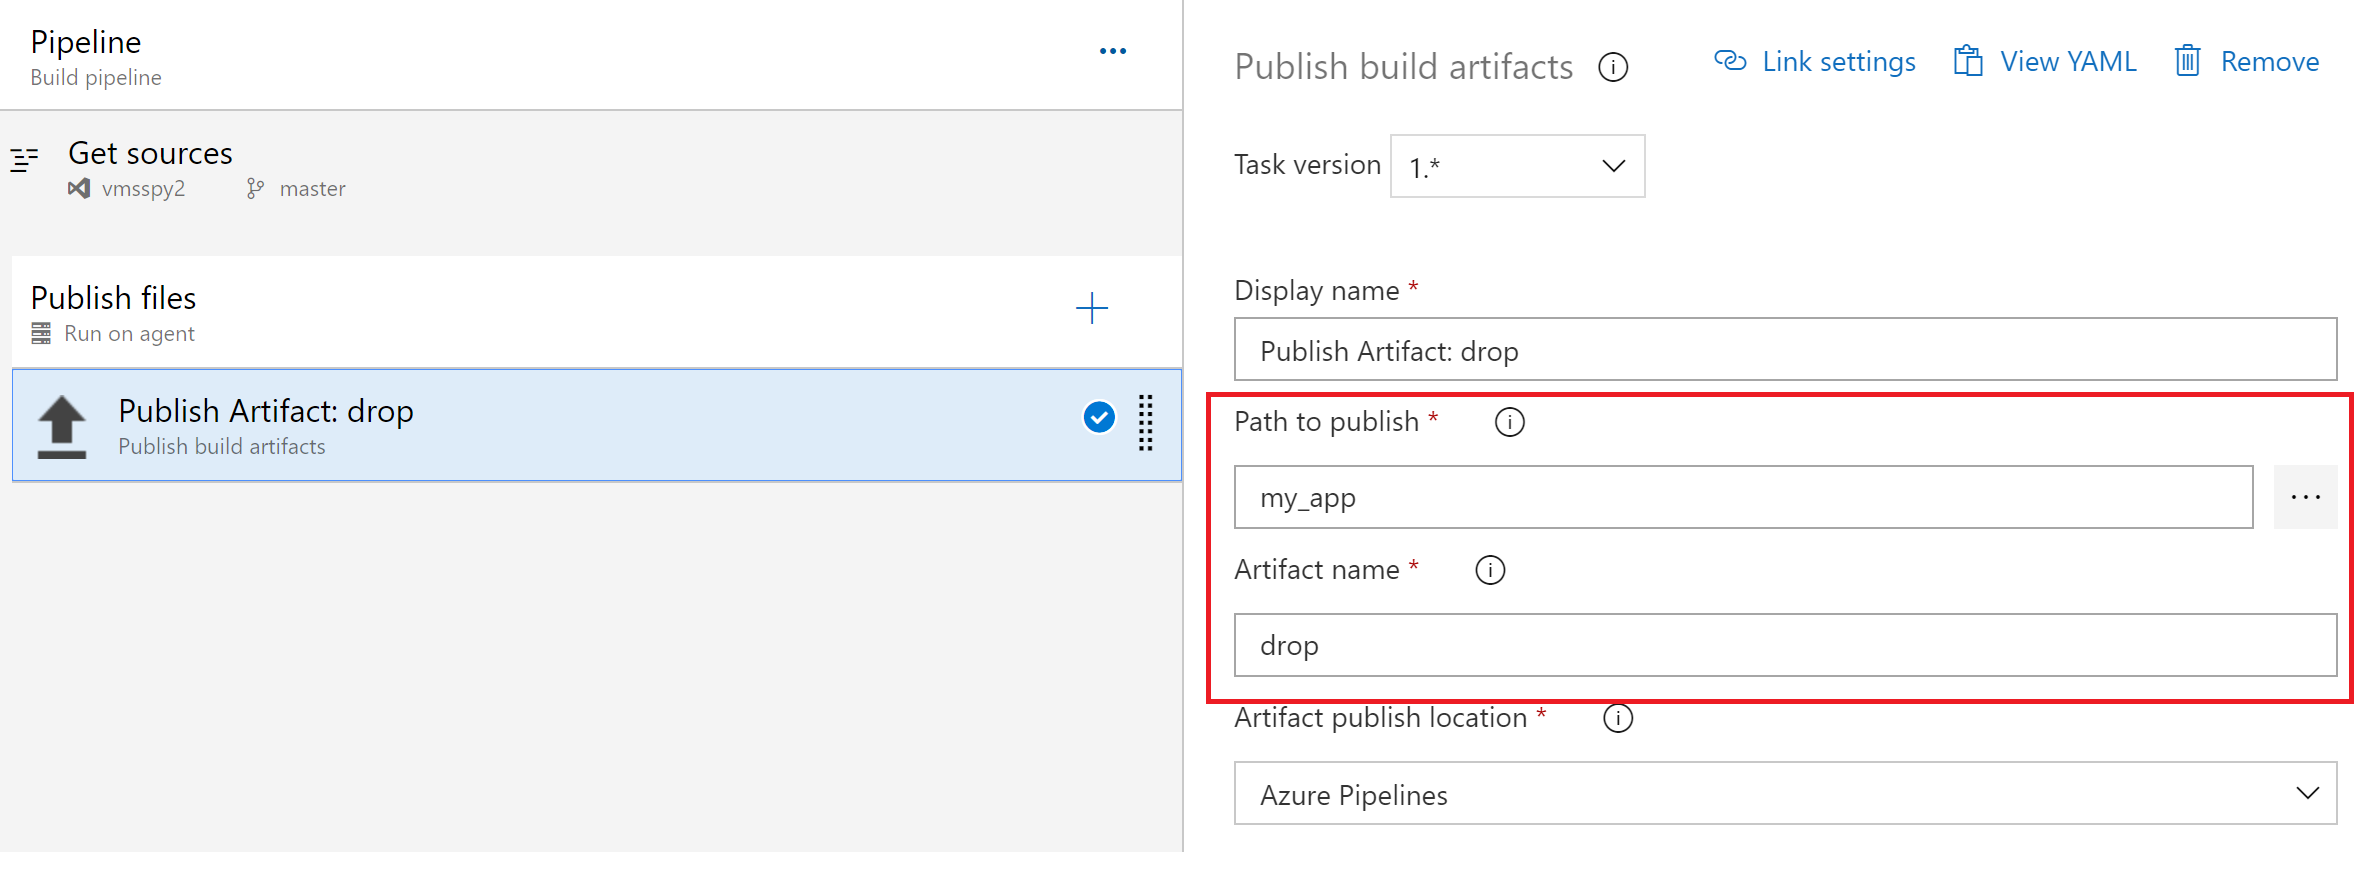 Pipeline
Build pipeline
Get sources
vmsspy2 master
Publish files
Run on agent
Publish Artifact: drop
Publish build artifacts
Publish build artifacts
Link settings View YAML Remove
Task version 1.*
Display name *
Publish Artifact: drop
Path to publish *
my_app
Artifact name *
drop
Artifact publish location *
Azure Pipelines